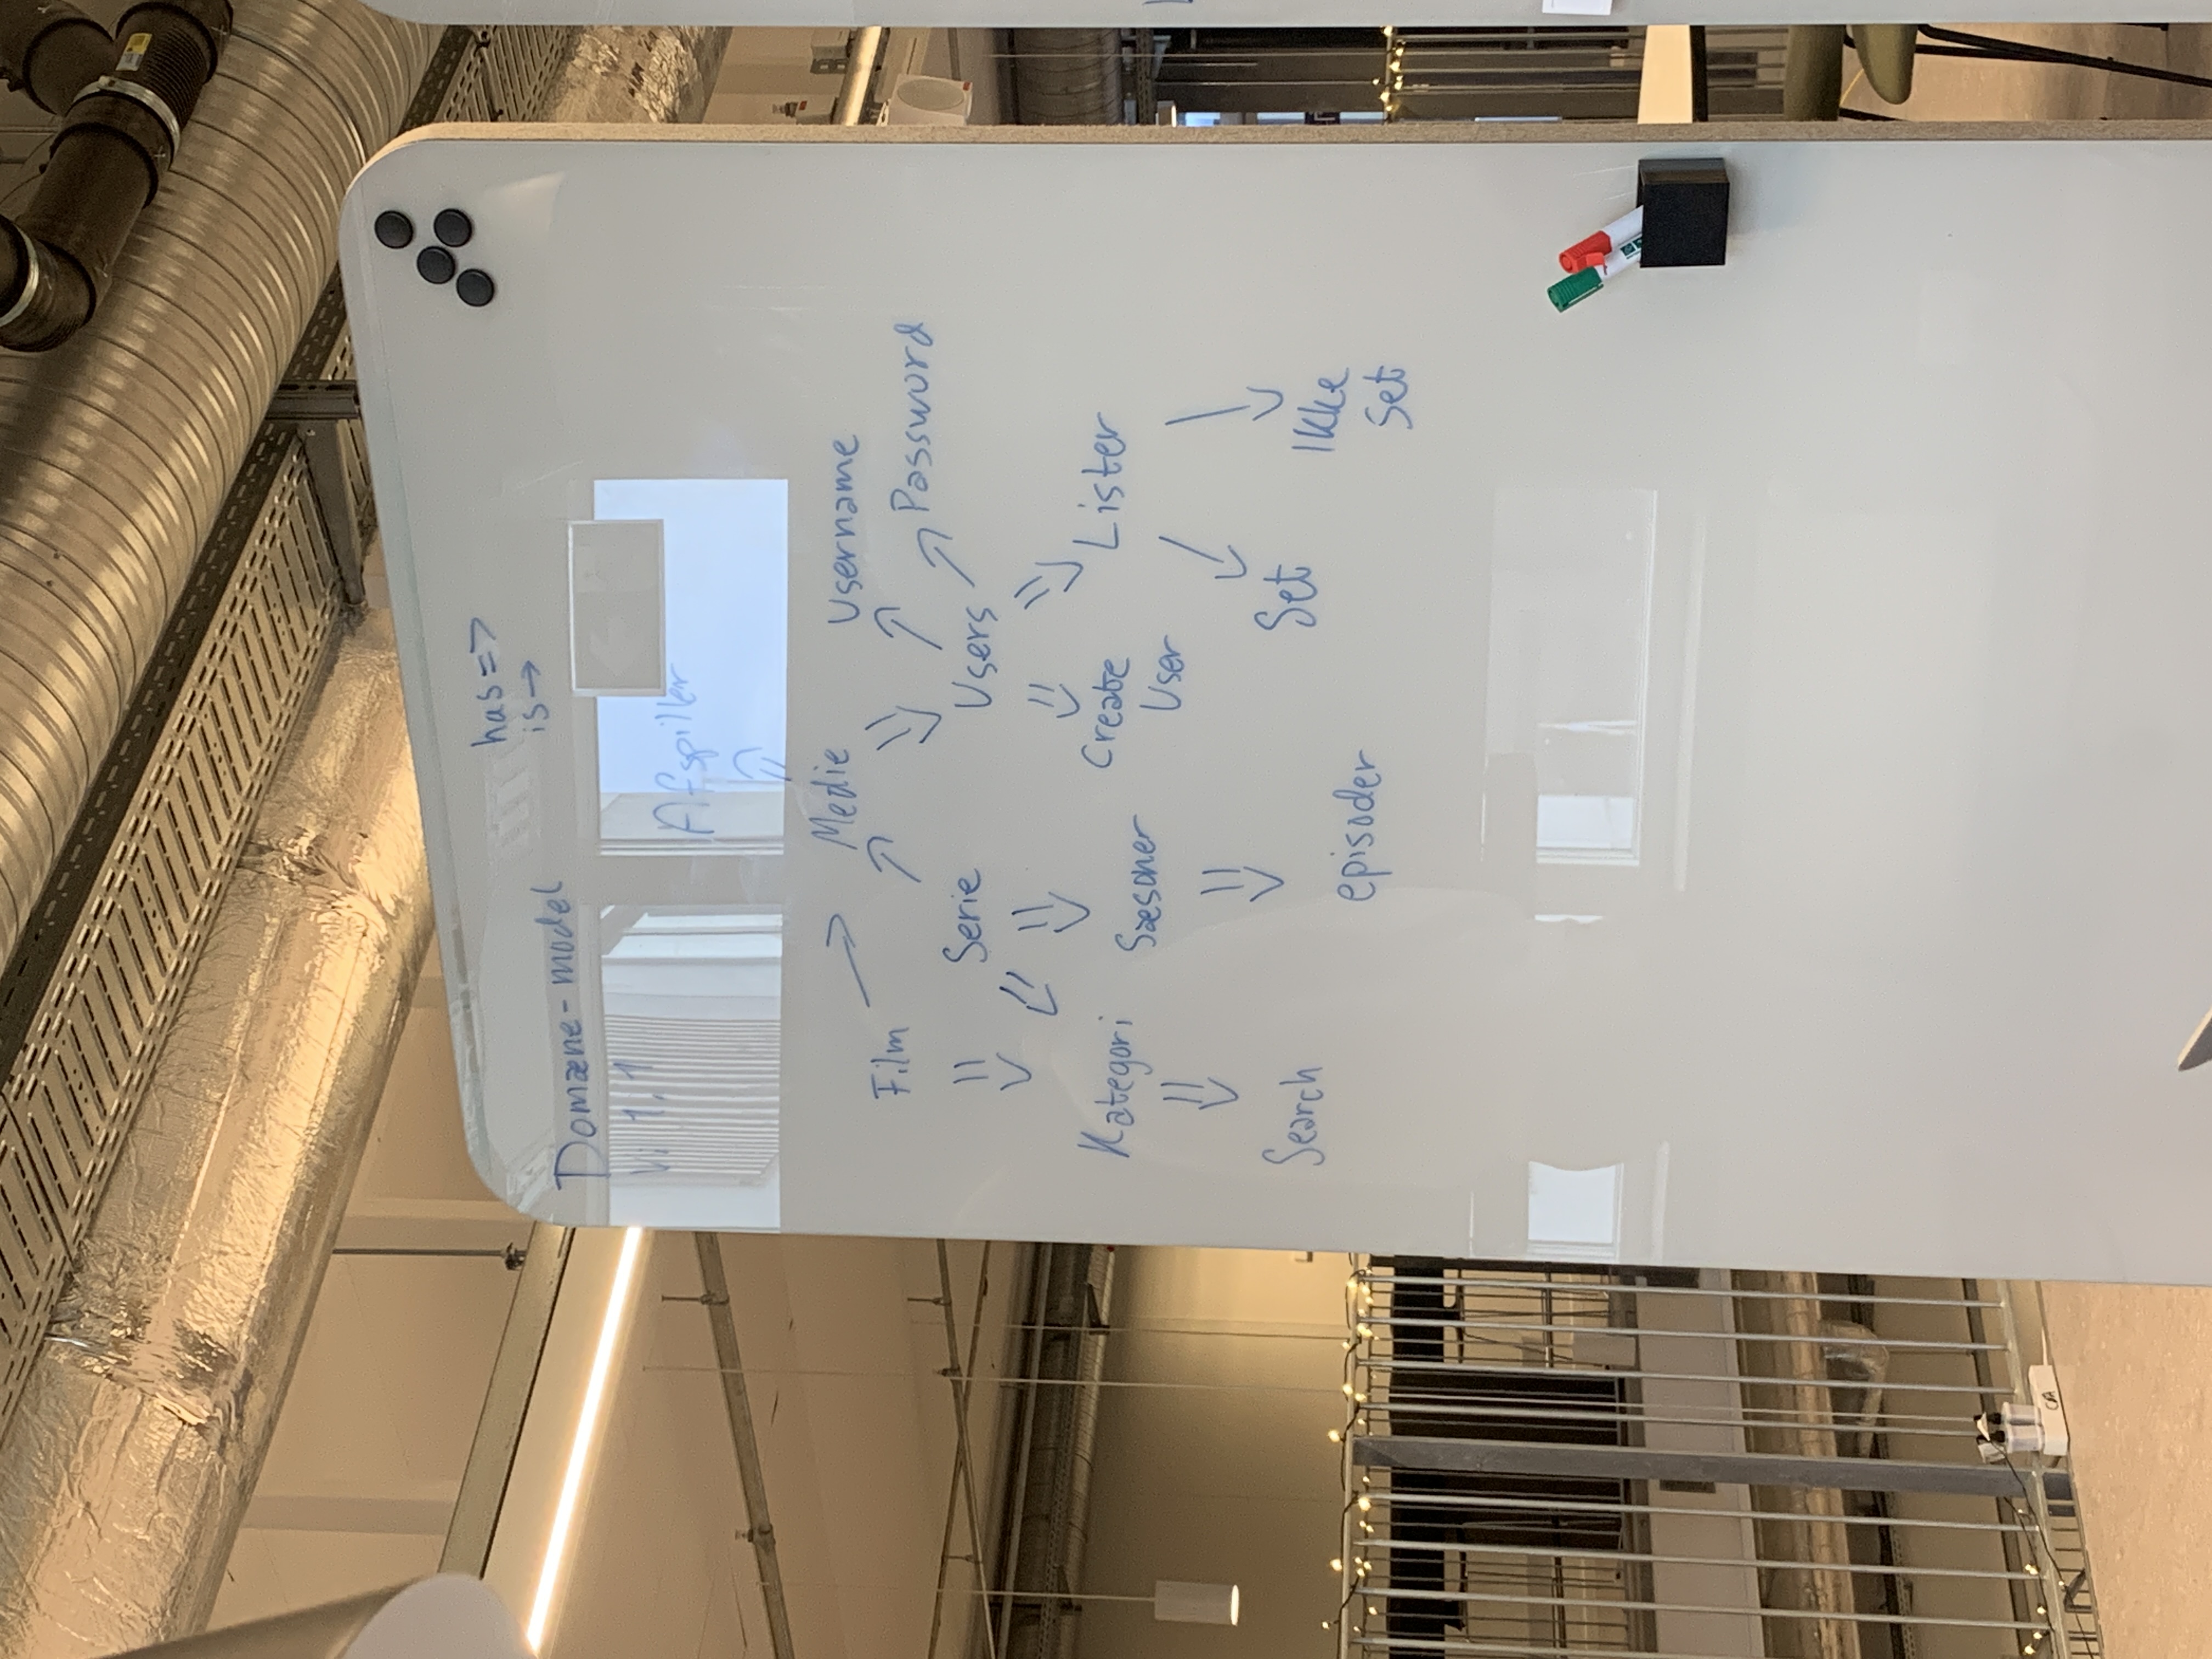 has =>
is →
Domæne-model
V. 1.1
Afspiller
Medie
Username
Film
Password
Serie
Users
Kategori
Sæsoner
Create
User
Lister
Search
Set
Ikke
Set
episoder